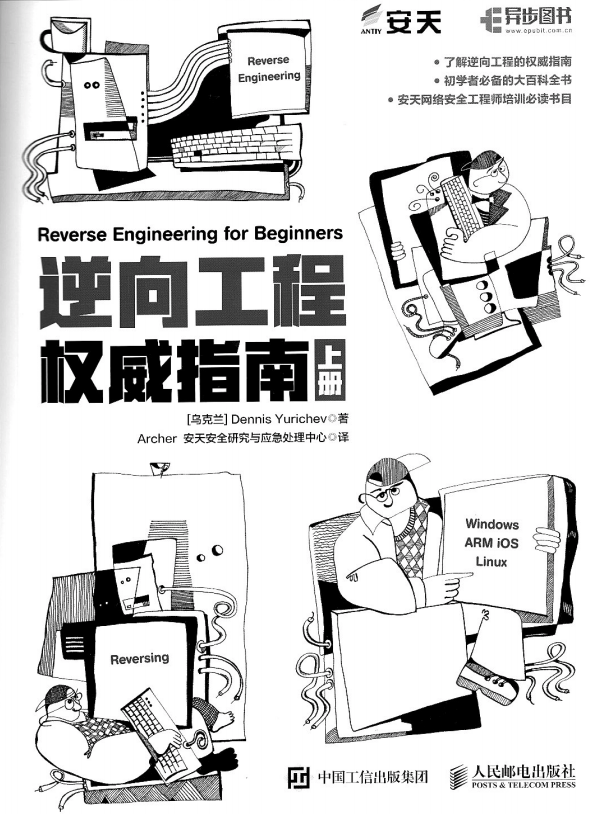 Reverse
Engineering
ANTIY 安天
异步图书
www.epubit.com.cn
• 了解逆向工程的权威指南
• 初学者必备的大百科全书
• 安天网络安全工程师培训必读书目
Reverse Engineering for Beginners
逆向工程
权威指南 上册
[乌克兰] Dennis Yurichev◎著
Archer 安天安全研究与应急处理中心◎译
Windows
ARM iOS
Linux
Reversing
中国工信出版集团
人民邮电出版社
POSTS & TELECOM PRESS